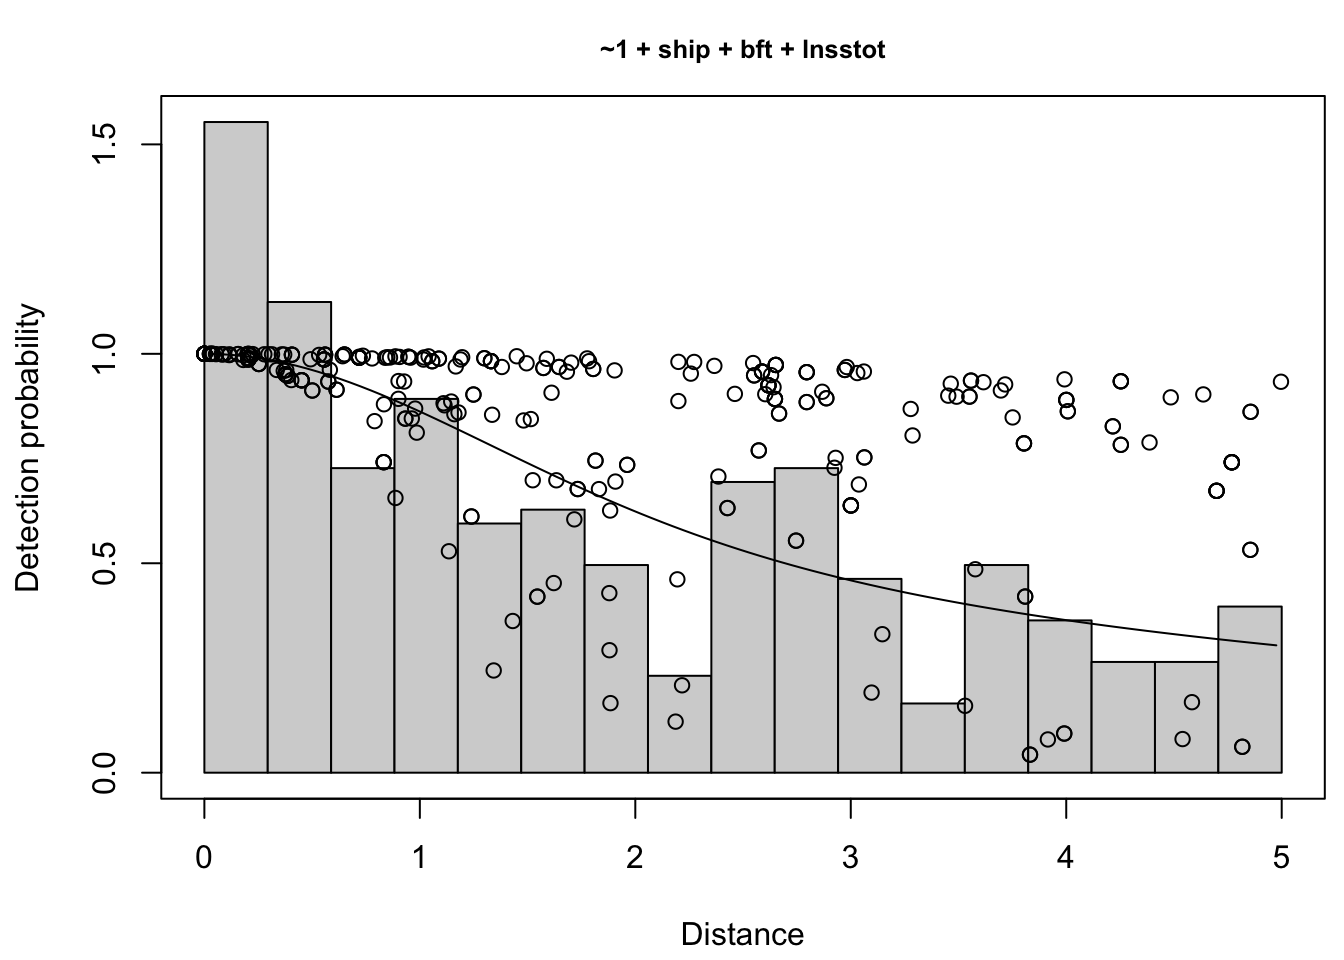 ~1 + ship + bft + lnsstot
Detection probability
1.5
1.0
0.5
0.0
0 1 2 3 4 5
Distance